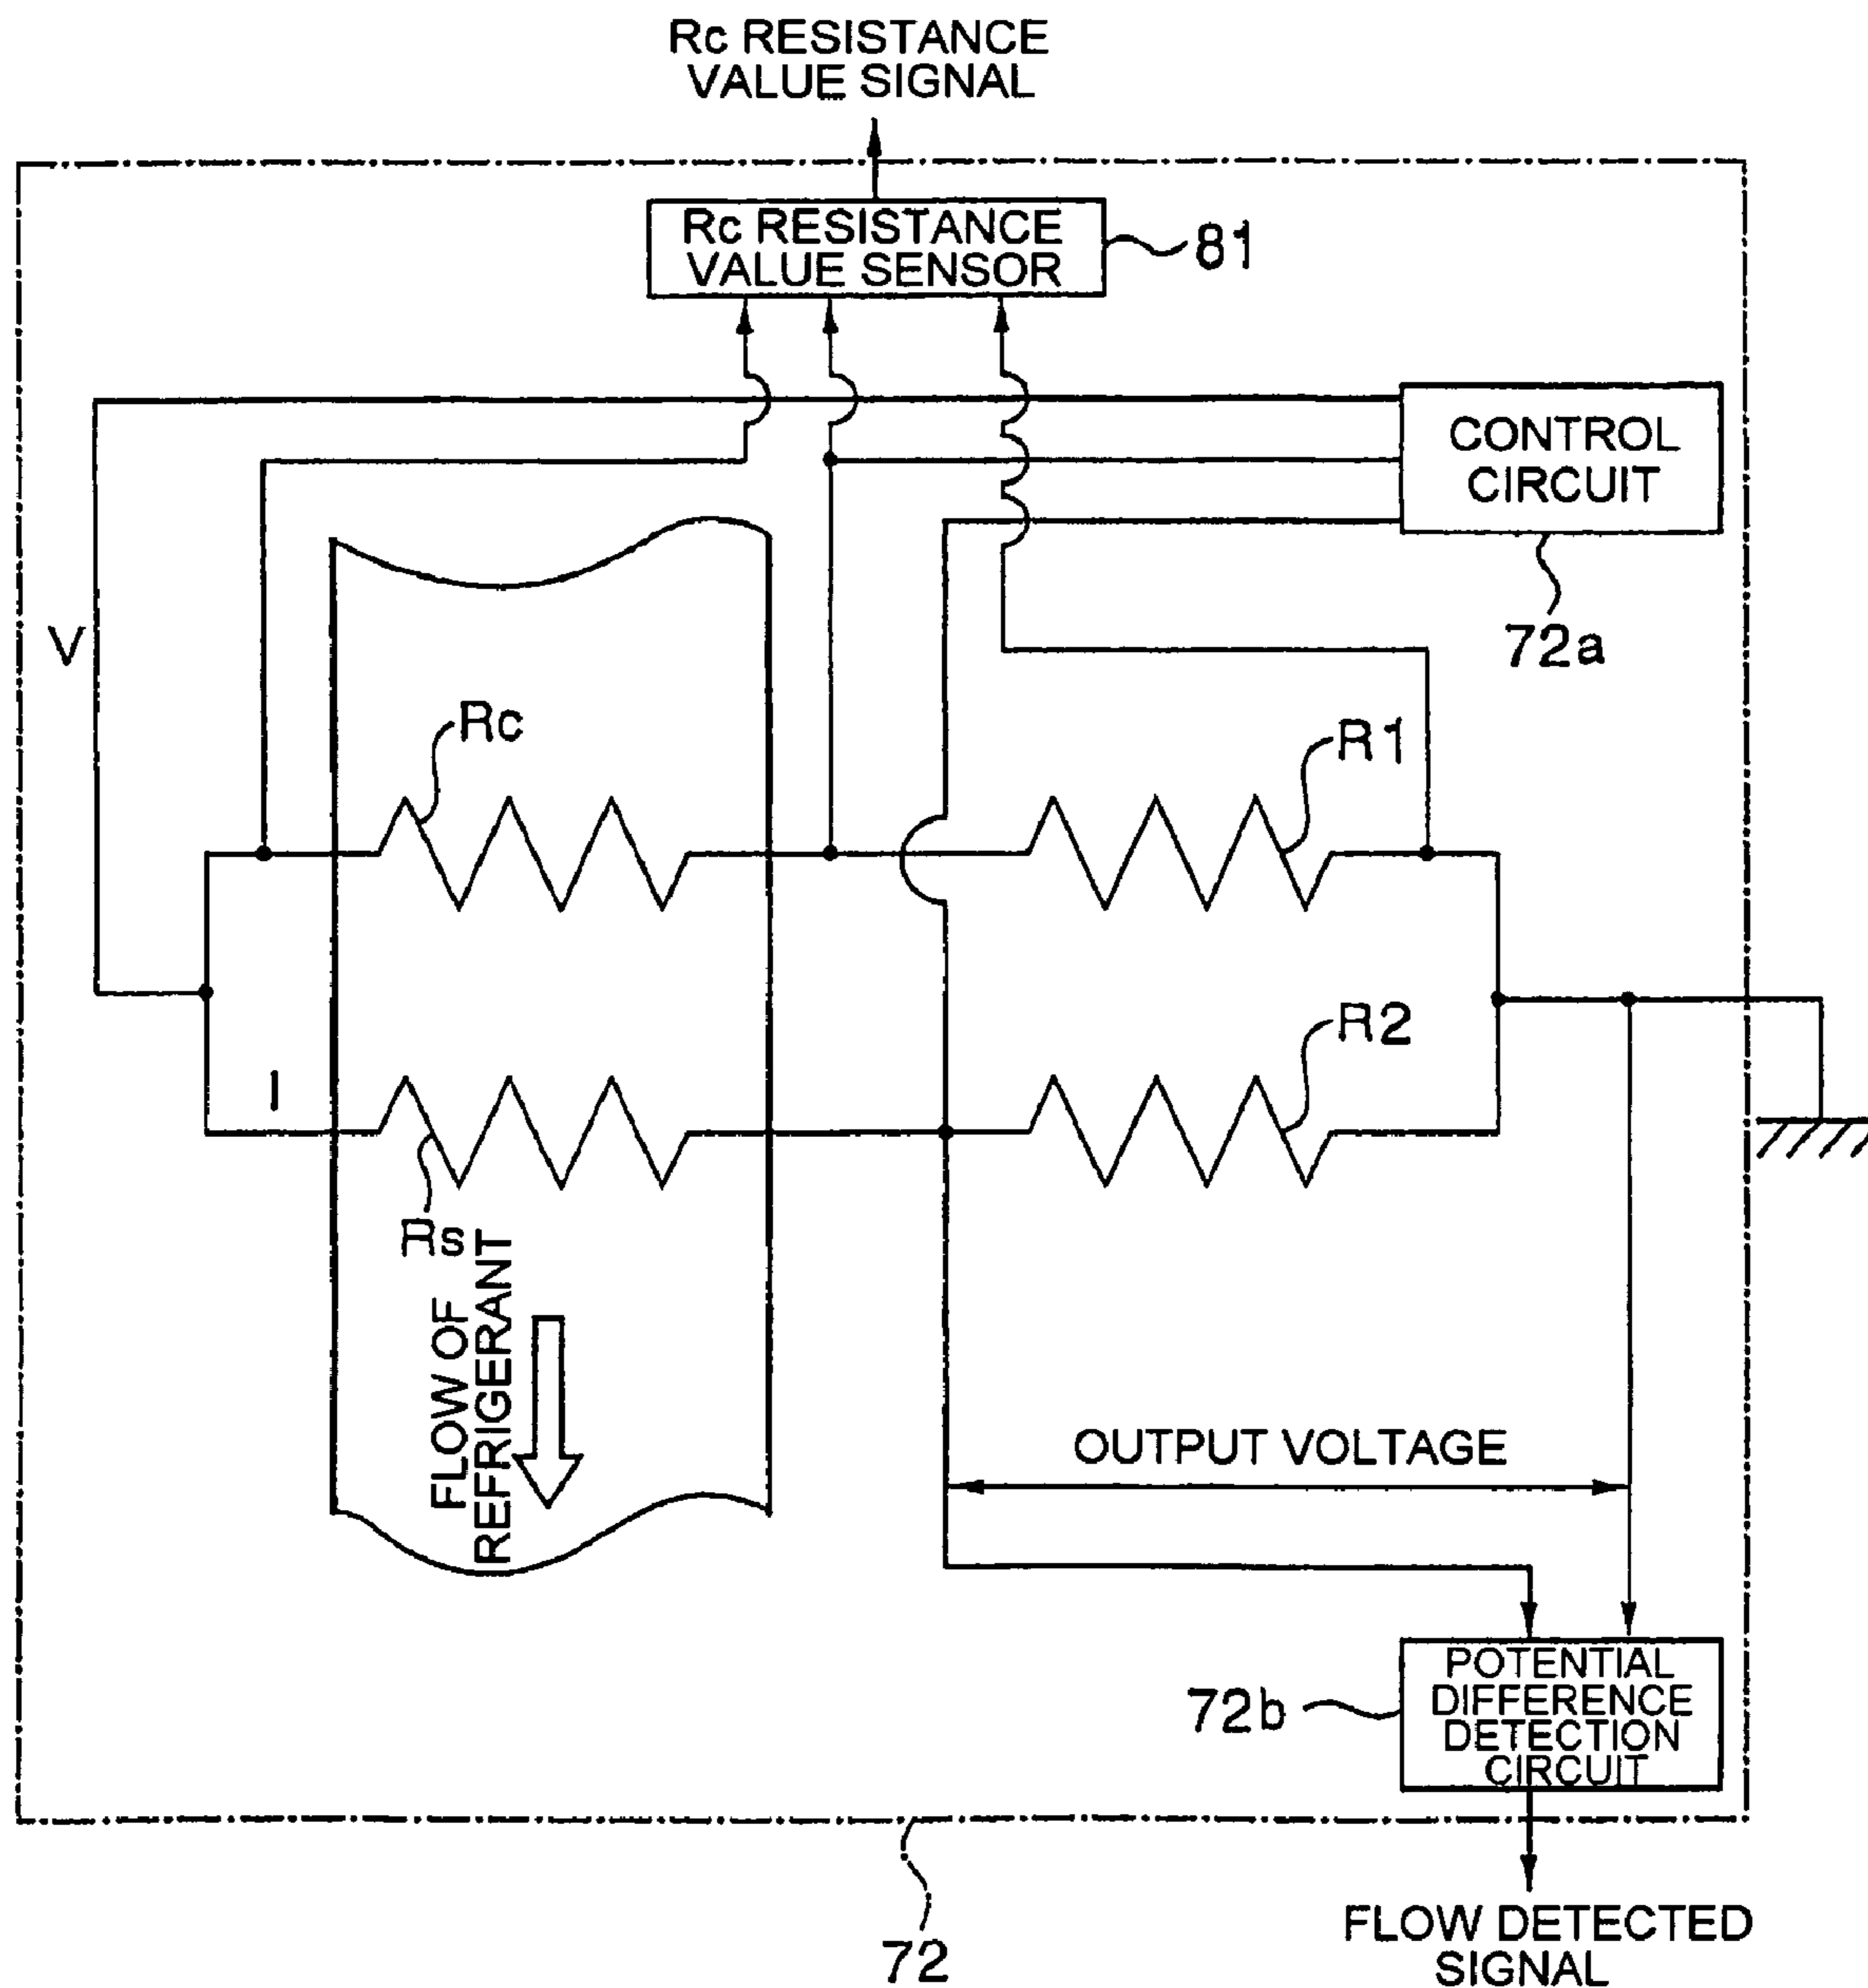 Rc RESISTANCE
VALUE SIGNAL
Rc RESISTANCE
VALUE SENSOR
81
CONTROL
CIRCUIT
72a
V
Rc
R1
R2
I
Rs
FLOW OF
REFRIGERANT
OUTPUT VOLTAGE
POTENTIAL
DIFFERENCE
DETECTION
CIRCUIT
72b
72
FLOW DETECTED
SIGNAL